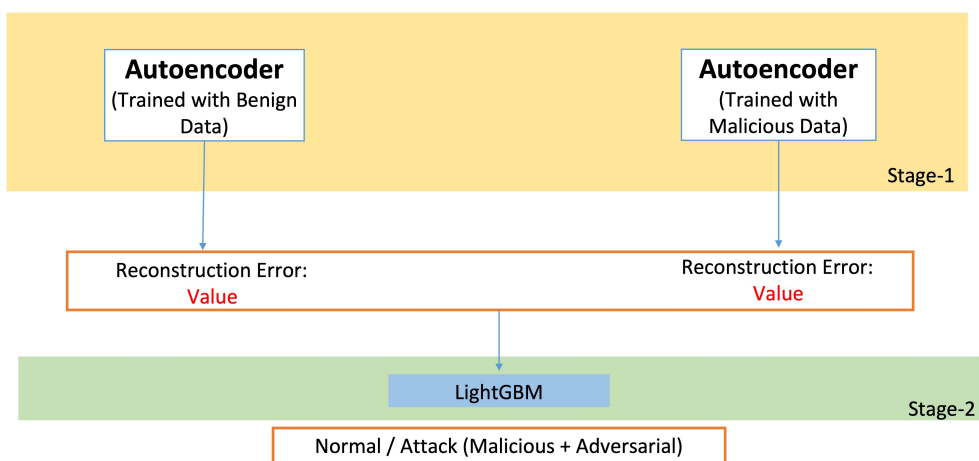 Autoencoder
(Trained with Benign
Data)
Autoencoder
(Trained with
Malicious Data)
Stage-1
Reconstruction Error:
Value
Reconstruction Error:
Value
LightGBM
Stage-2
Normal / Attack (Malicious + Adversarial)